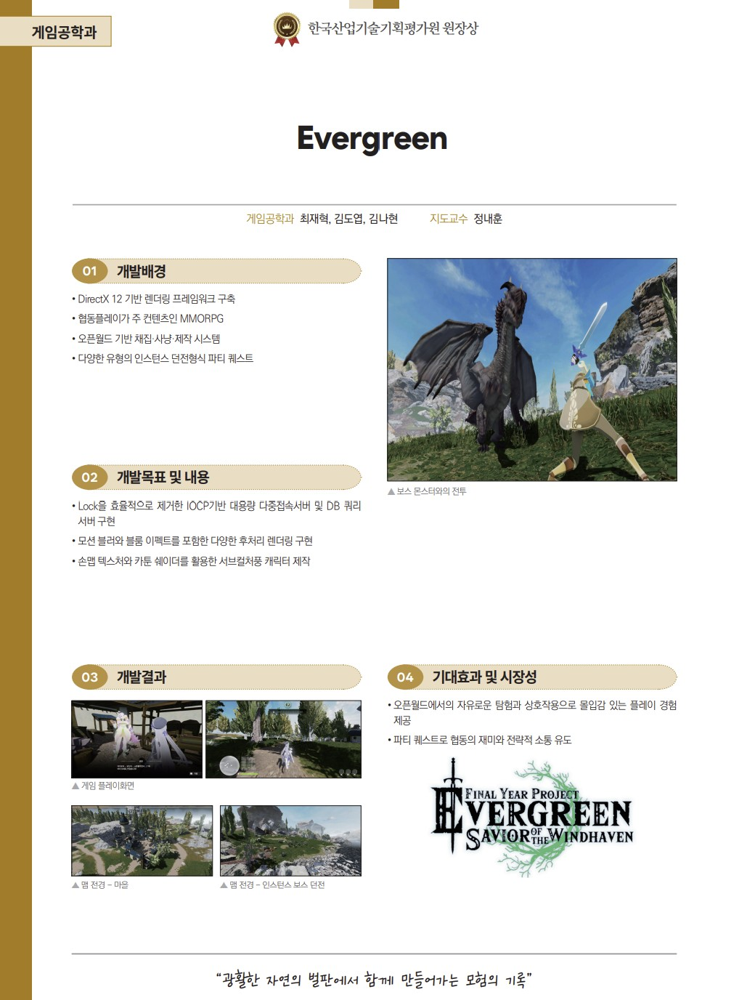 게임공학과
한국산업기술기획평가원 원장상
Evergreen
게임공학과 최재혁, 김도엽, 김나현 지도교수 정내훈
01 개발배경
• DirectX 12 기반 렌더링 프레임워크 구축
• 협동플레이가 주 컨텐츠인 MMORPG
• 오픈월드 기반 채집·사냥·제작 시스템
• 다양한 유형의 인스턴스 던전형식 파티 퀘스트
▲ 보스 몬스터와의 전투
02 개발목표 및 내용
• Lock을 효율적으로 제거한 IOCP기반 대용량 다중접속서버 및 DB 쿼리
서버 구현
• 모션 블러와 블룸 이펙트를 포함한 다양한 후처리 렌더링 구현
• 손맵 텍스처와 카툰 쉐이더를 활용한 서브컬처풍 캐릭터 제작
03 개발결과
▲ 게임 플레이화면
▲ 맵 전경 – 마을
▲ 맵 전경 – 인스턴스 보스 던전
04 기대효과 및 시장성
• 오픈월드에서의 자유로운 탐험과 상호작용으로 몰입감 있는 플레이 경험
제공
• 파티 퀘스트로 협동의 재미와 전략적 소통 유도
FINAL YEAR PROJECT
EVERGREEN
SAVIOR OF THE WINDHAVEN
“광활한 자연의 벌판에서 함께 만들어가는 모험의 기록”